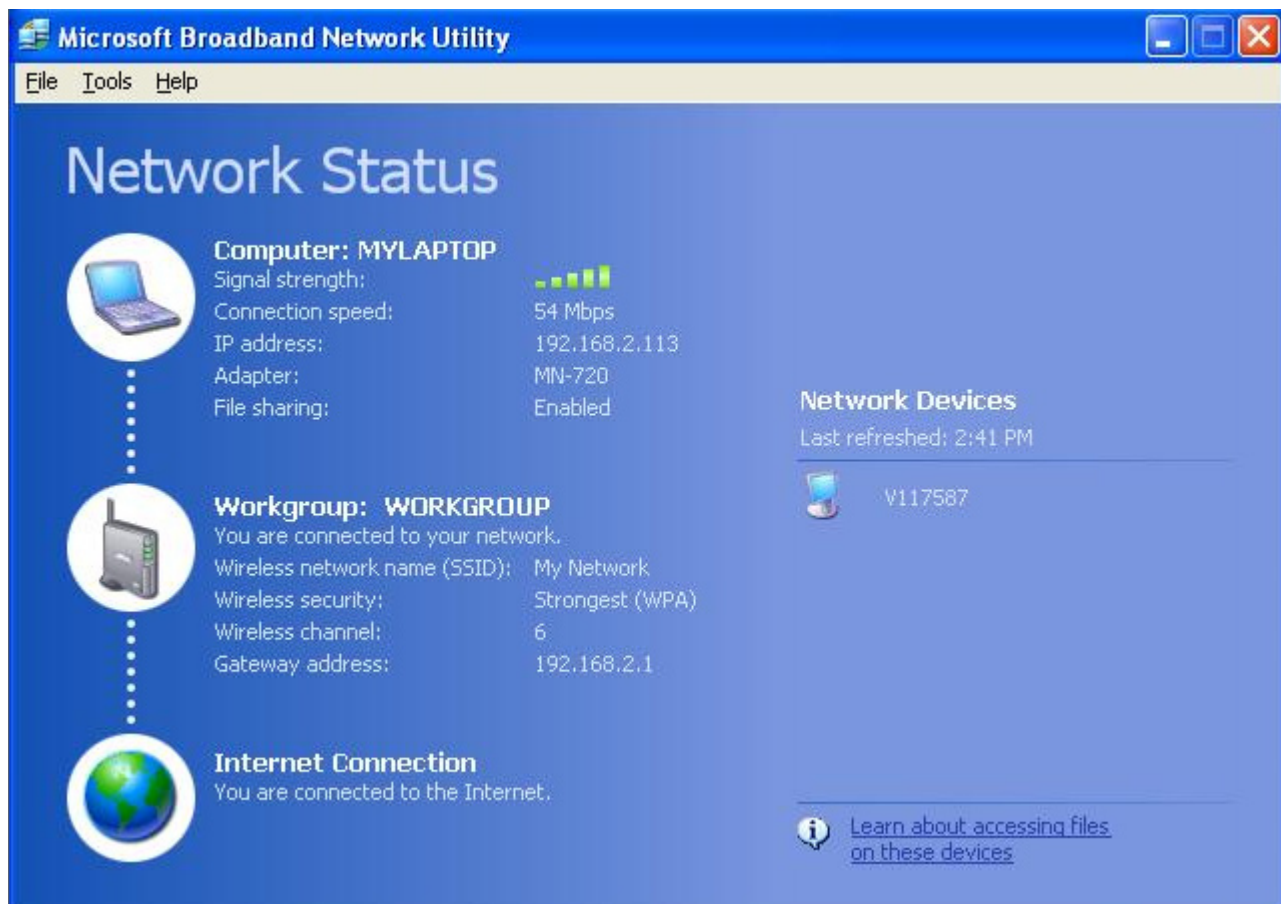 Microsoft Broadband Network Utility
File Tools Help
Network Status
Computer: MYLAPTOP
Signal strength:
Connection speed: 54 Mbps
IP address: 192.168.2.113
Adapter: MN-720
File sharing: Enabled
Workgroup: WORKGROUP
You are connected to your network.
Wireless network name (SSID): My Network
Wireless security: Strongest (WPA)
Wireless channel: 6
Gateway address: 192.168.2.1
Internet Connection
You are connected to the Internet.
Network Devices
Last refreshed: 2:41 PM
V117587
Learn about accessing files
on these devices